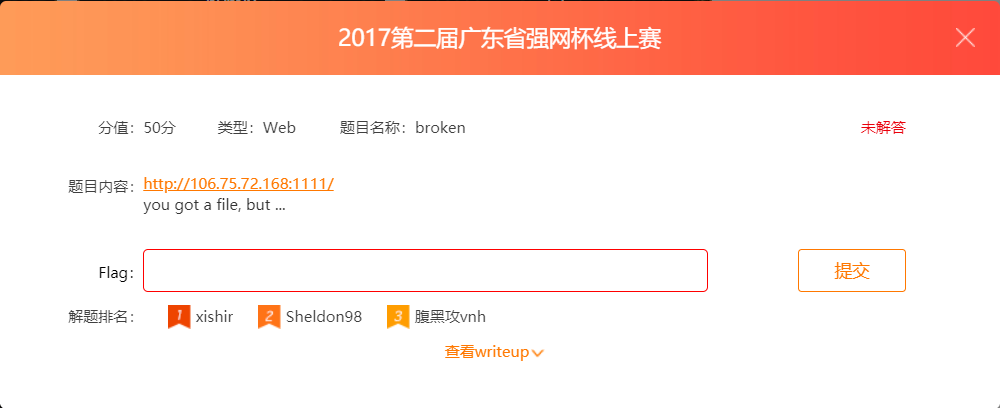 2017第二届广东省强网杯线上赛
分值：50分 类型：Web 题目名称：broken 未解答
题目内容：http://106.75.72.168:1111/
you got a file, but ...
Flag： 提交
解题排名： 1 xishir 2 Sheldon98 3 腹黑攻vnh
查看writeup